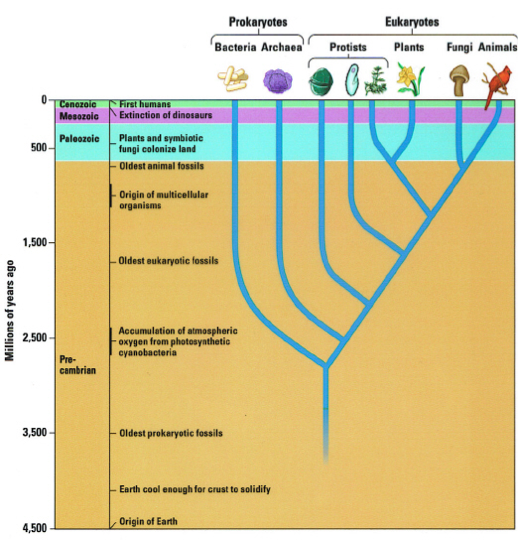 Prokaryotes Eukaryotes
Bacteria Archaea Protists Plants Fungi Animals
0
Cenozoic First humans
Mesozoic Extinction of dinosaurs
Paleozoic Plants and symbiotic
fungi colonize land
500
Oldest animal fossils
Origin of multicellular
organisms
1,500
Oldest eukaryotic fossils
Millions of years ago
Accumulation of atmospheric
2,500 oxygen from photosynthetic
cyanobacteria
Pre-
cambrian
3,500 Oldest prokaryotic fossils
Earth cool enough for crust to solidify
Origin of Earth
4,500